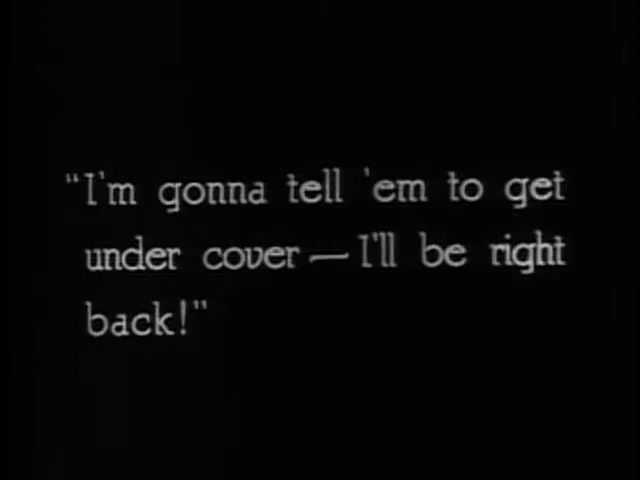 "I'm gonna tell 'em to get
under cover — I'll be right
back!"